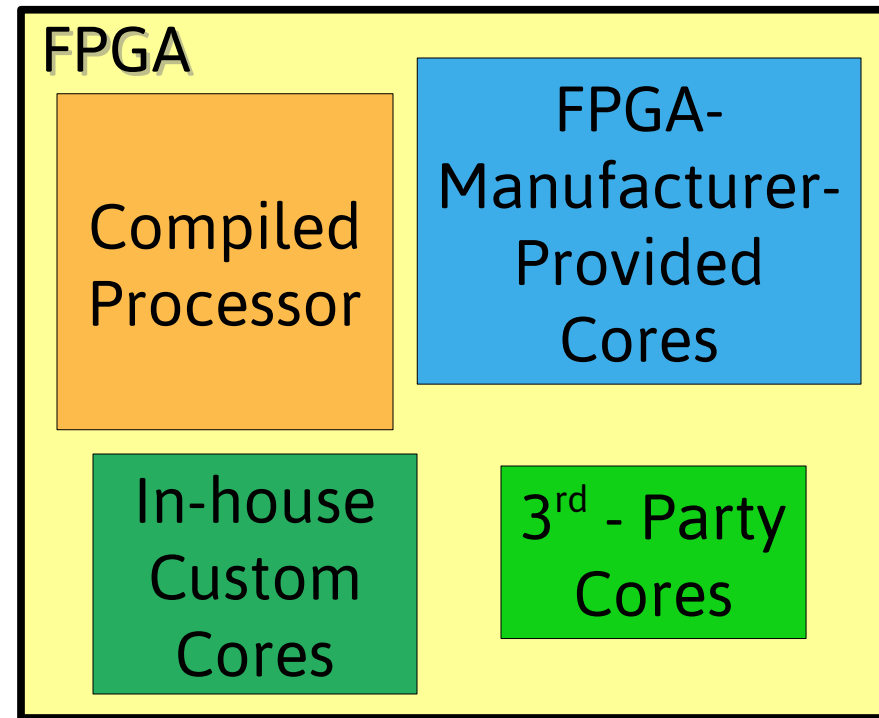 FPGA
Compiled
Processor
FPGA-
Manufacturer-
Provided
Cores
In-house
Custom
Cores
3rd - Party
Cores